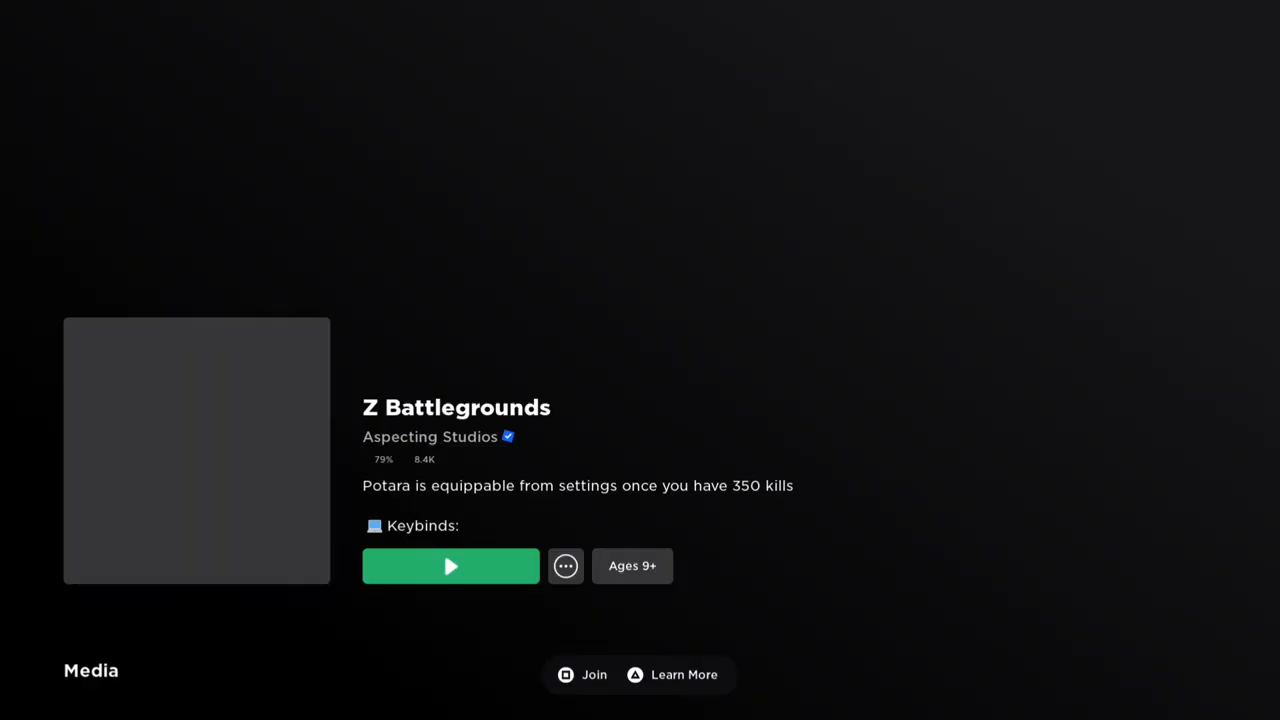 Z Battlegrounds
Aspecting Studios
79% 8.4K
Potara is equippable from settings once you have 350 kills
💻 Keybinds:
Ages 9+
Media
Join Learn More